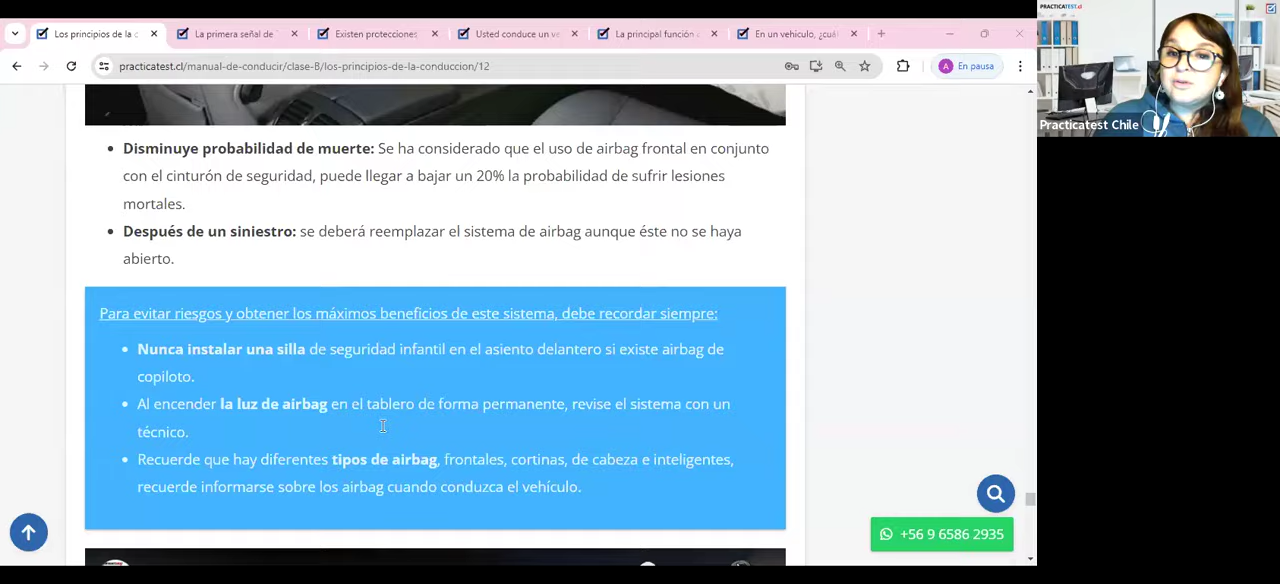 Los principios de la c
La primera señal de
Existen protecciones
Usted conduce un ve
La principal función
En un vehículo, ¿cuá
practicatest.cl/manual-de-conducir/clase-B/los-principios-de-la-conduccion/12
A En pausa
PRACTICATEST.cl
Practicatest Chile
Disminuye probabilidad de muerte: Se ha considerado que el uso de airbag frontal en conjunto
con el cinturón de seguridad, puede llegar a bajar un 20% la probabilidad de sufrir lesiones
mortales.
Después de un siniestro: se deberá reemplazar el sistema de airbag aunque éste no se haya
abierto.
Para evitar riesgos y obtener los máximos beneficios de este sistema, debe recordar siempre:
Nunca instalar una silla de seguridad infantil en el asiento delantero si existe airbag de
copiloto.
Al encender la luz de airbag en el tablero de forma permanente, revise el sistema con un
técnico.
Recuerde que hay diferentes tipos de airbag, frontales, cortinas, de cabeza e inteligentes,
recuerde informarse sobre los airbag cuando conduzca el vehículo.
+56 9 6586 2935